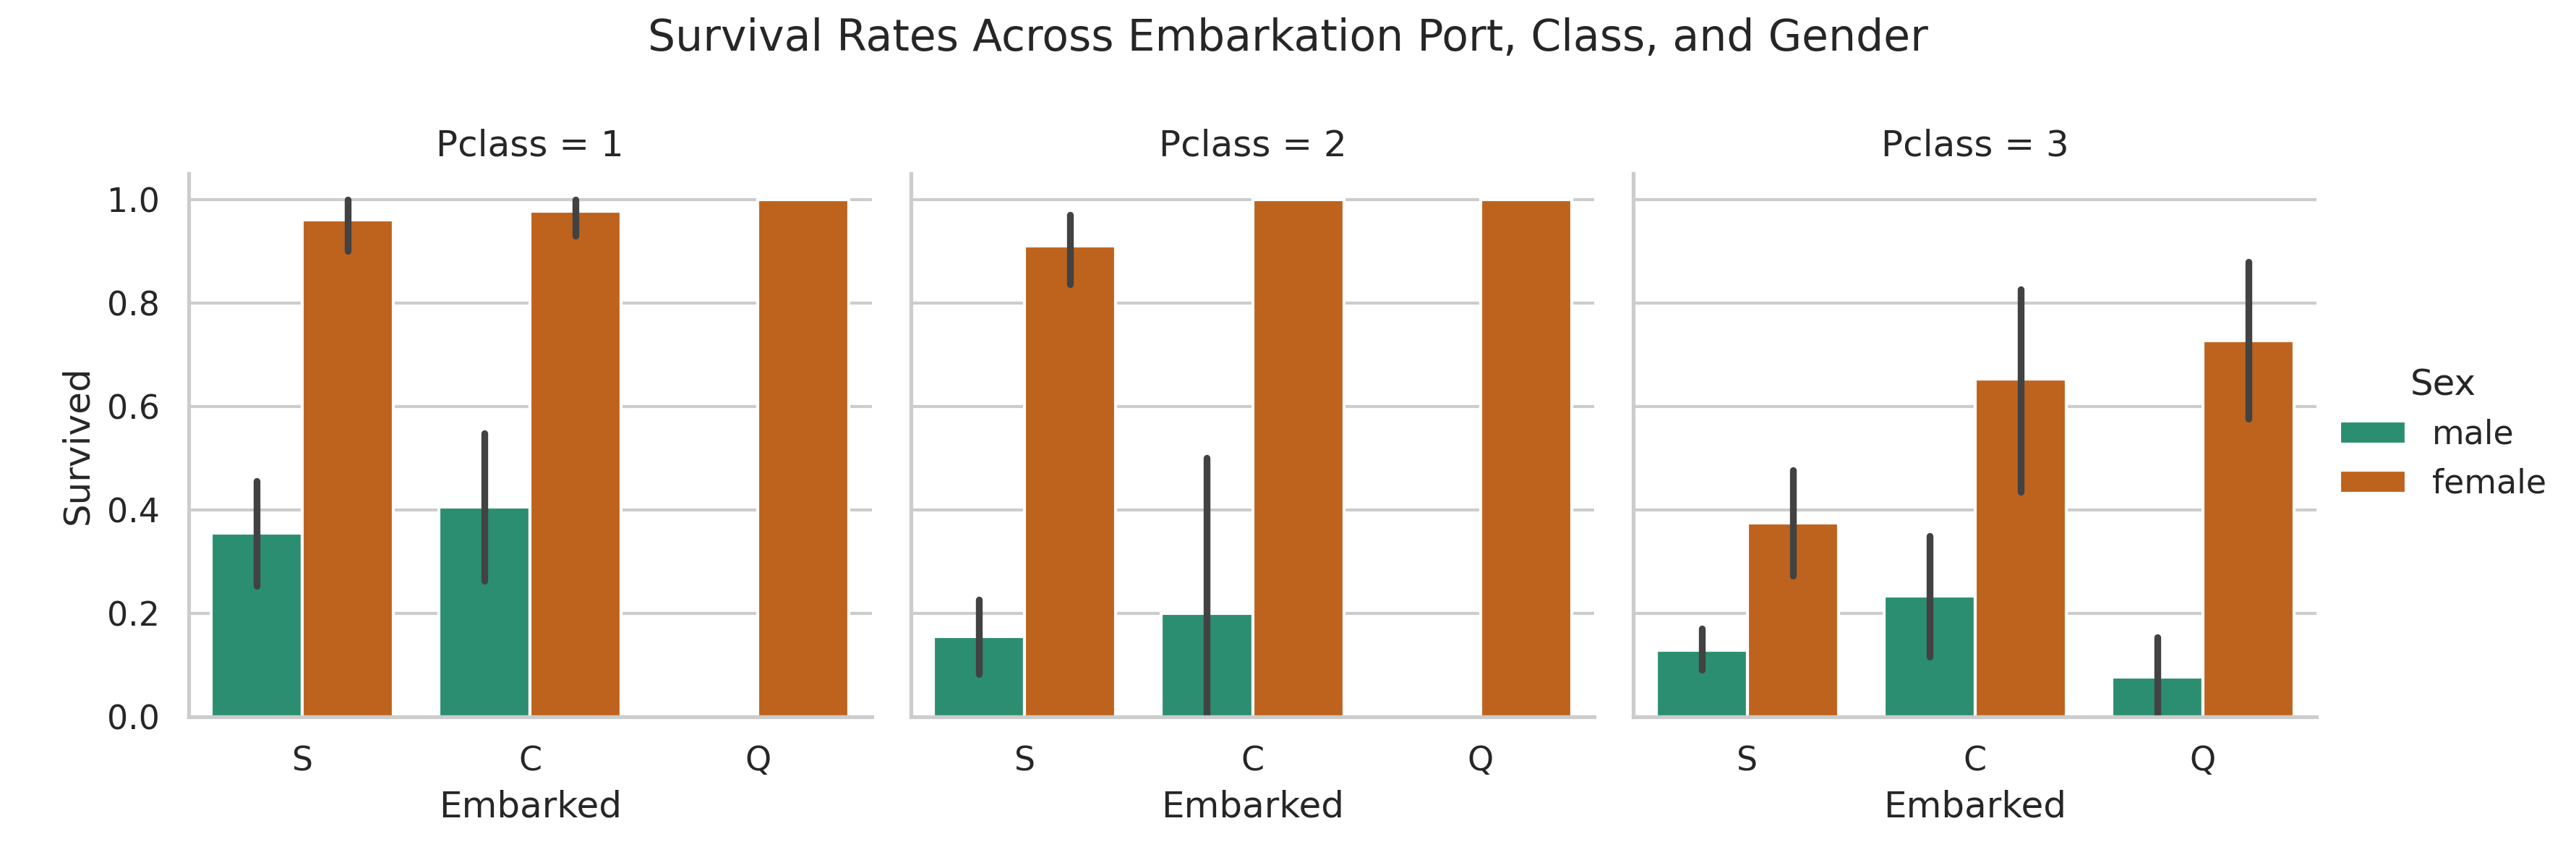 Survival Rates Across Embarkation Port, Class, and Gender
Pclass = 1
Pclass = 2
Pclass = 3
Survived
1.0
0.8
0.6
0.4
0.2
0.0
S C Q
S C Q
S C Q
Embarked
Embarked
Embarked
Sex
male
female